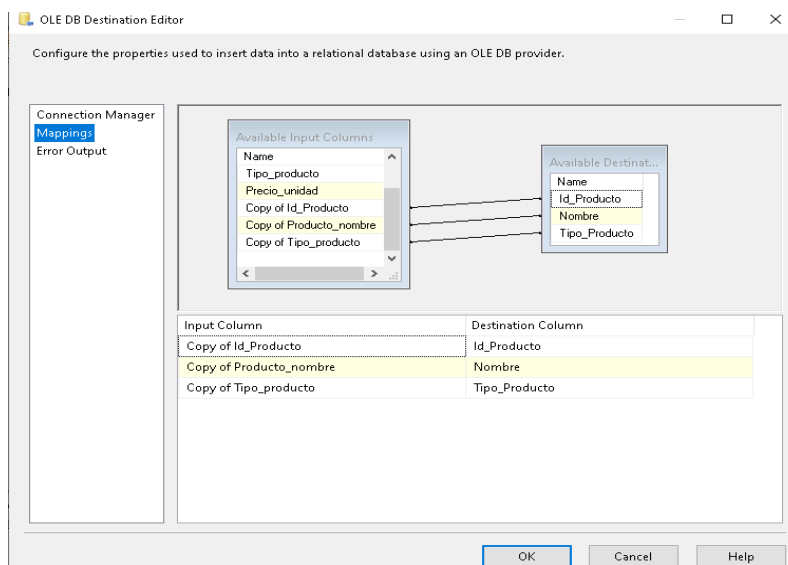 OLE DB Destination Editor
Configure the properties used to insert data into a relational database using an OLE DB provider.
Connection Manager
Mappings
Error Output
Available Input Columns
Name
Tipo_producto
Precio_unidad
Copy of Id_Producto
Copy of Producto_nombre
Copy of Tipo_producto
Available Destinat...
Name
Id_Producto
Nombre
Tipo_Producto
Input Column Destination Column
Copy of Id_Producto Id_Producto
Copy of Producto_nombre Nombre
Copy of Tipo_producto Tipo_Producto
OK Cancel Help